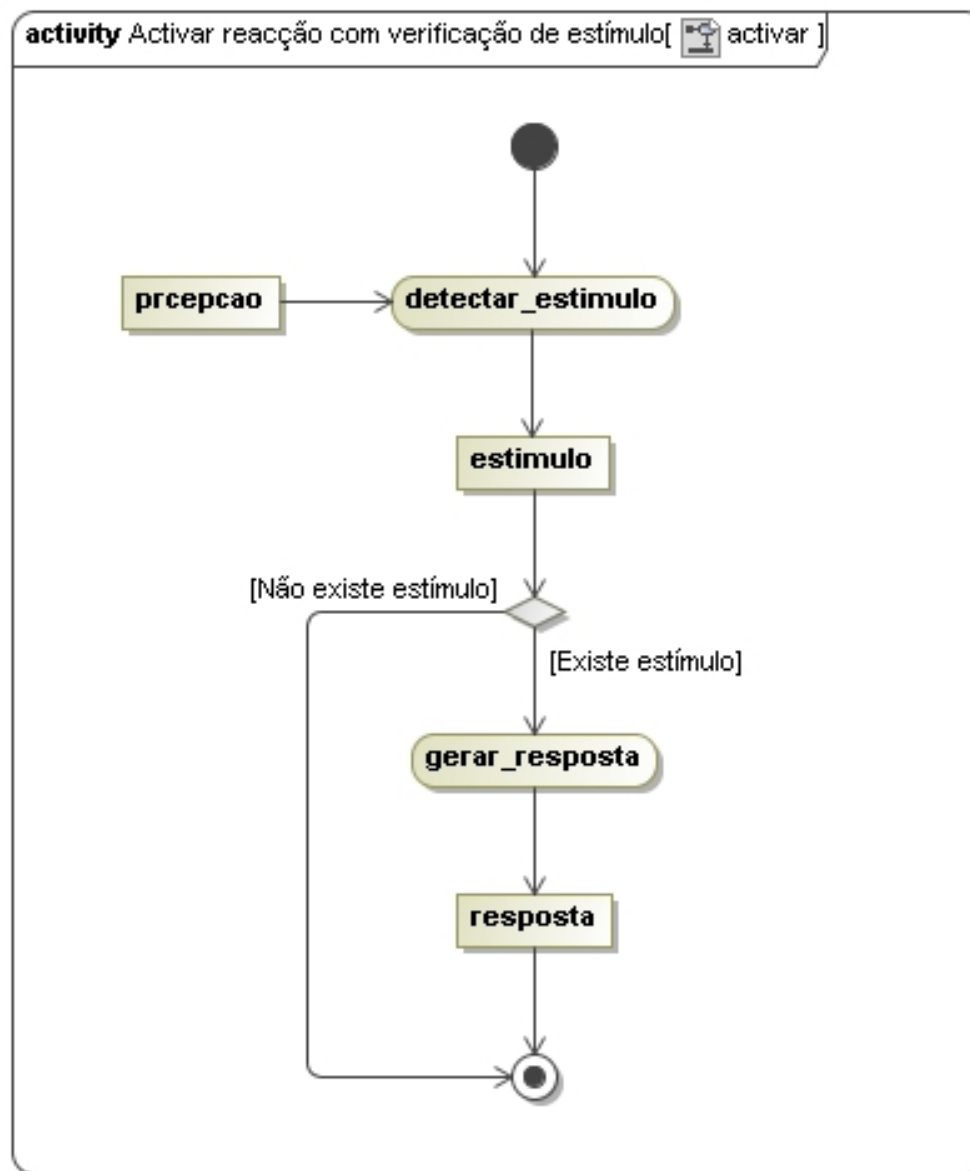 activity Activar reacção com verificação de estímulo[ activar ]
prcepcao
detectar_estimulo
estimulo
[Não existe estímulo]
[Existe estímulo]
gerar_resposta
resposta